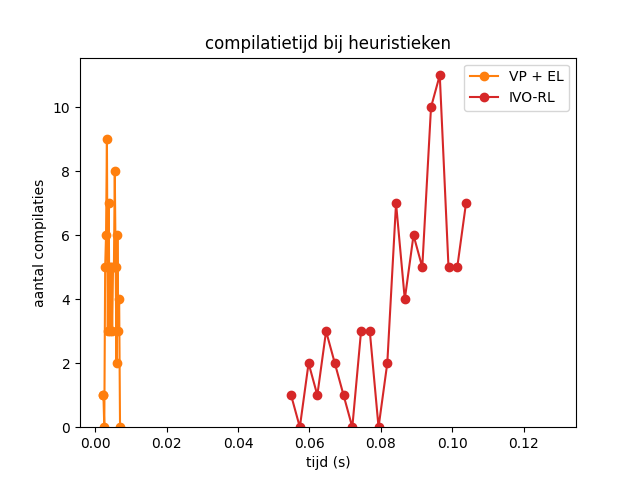 compilatietijd bij heuristieken
VP + EL
IVO-RL
aantal compilaties
10
8
6
4
2
0
0.00 0.02 0.04 0.06 0.08 0.10 0.12
tijd (s)